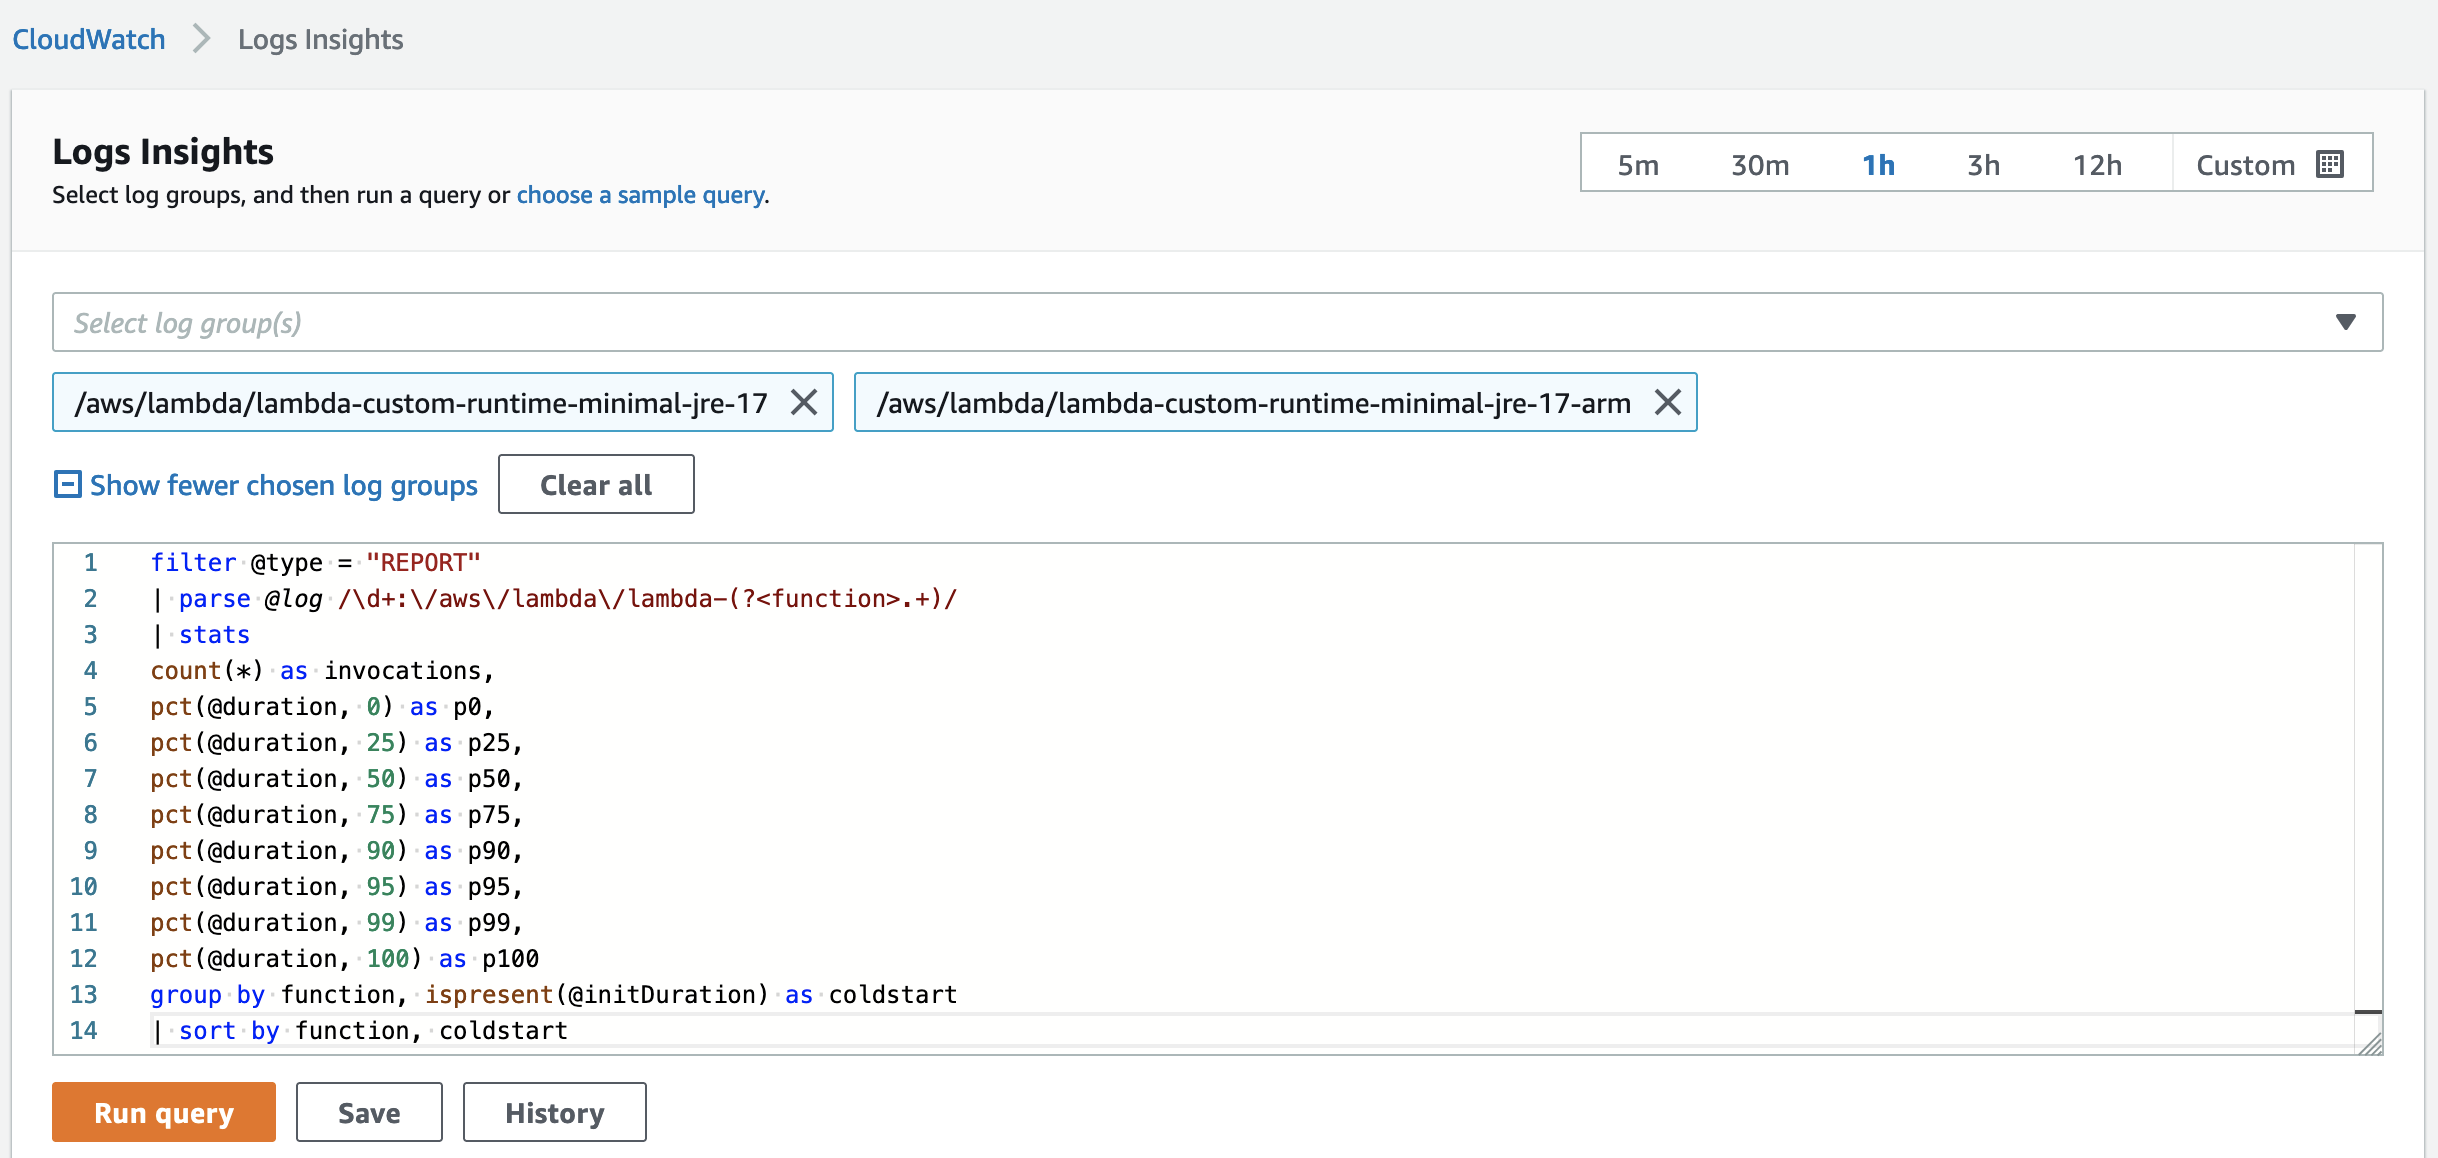 CloudWatch > Logs Insights
Logs Insights
Select log groups, and then run a query or choose a sample query.
5m 30m 1h 3h 12h Custom
Select log group(s)
/aws/lambda/lambda-custom-runtime-minimal-jre-17 /aws/lambda/lambda-custom-runtime-minimal-jre-17-arm
Show fewer chosen log groups Clear all
1 filter @type = "REPORT"
2 | parse @log /\d+:\/aws\/lambda\/lambda-(?<function>.+)/
3 | stats
4 count(*) as invocations,
5 pct(@duration, 0) as p0,
6 pct(@duration, 25) as p25,
7 pct(@duration, 50) as p50,
8 pct(@duration, 75) as p75,
9 pct(@duration, 90) as p90,
10 pct(@duration, 95) as p95,
11 pct(@duration, 99) as p99,
12 pct(@duration, 100) as p100
13 group by function, ispresent(@initDuration) as coldstart
14 | sort by function, coldstart
Run query Save History